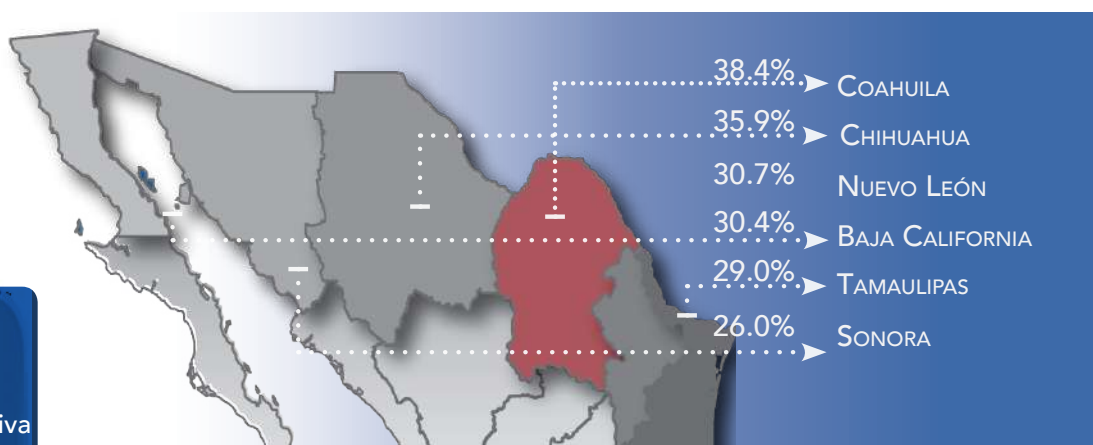 38.4% COAHUILA
35.9% CHIHUAHUA
30.7% NUEVO LEÓN
30.4% BAJA CALIFORNIA
29.0% TAMAULIPAS
26.0% SONORA
iva